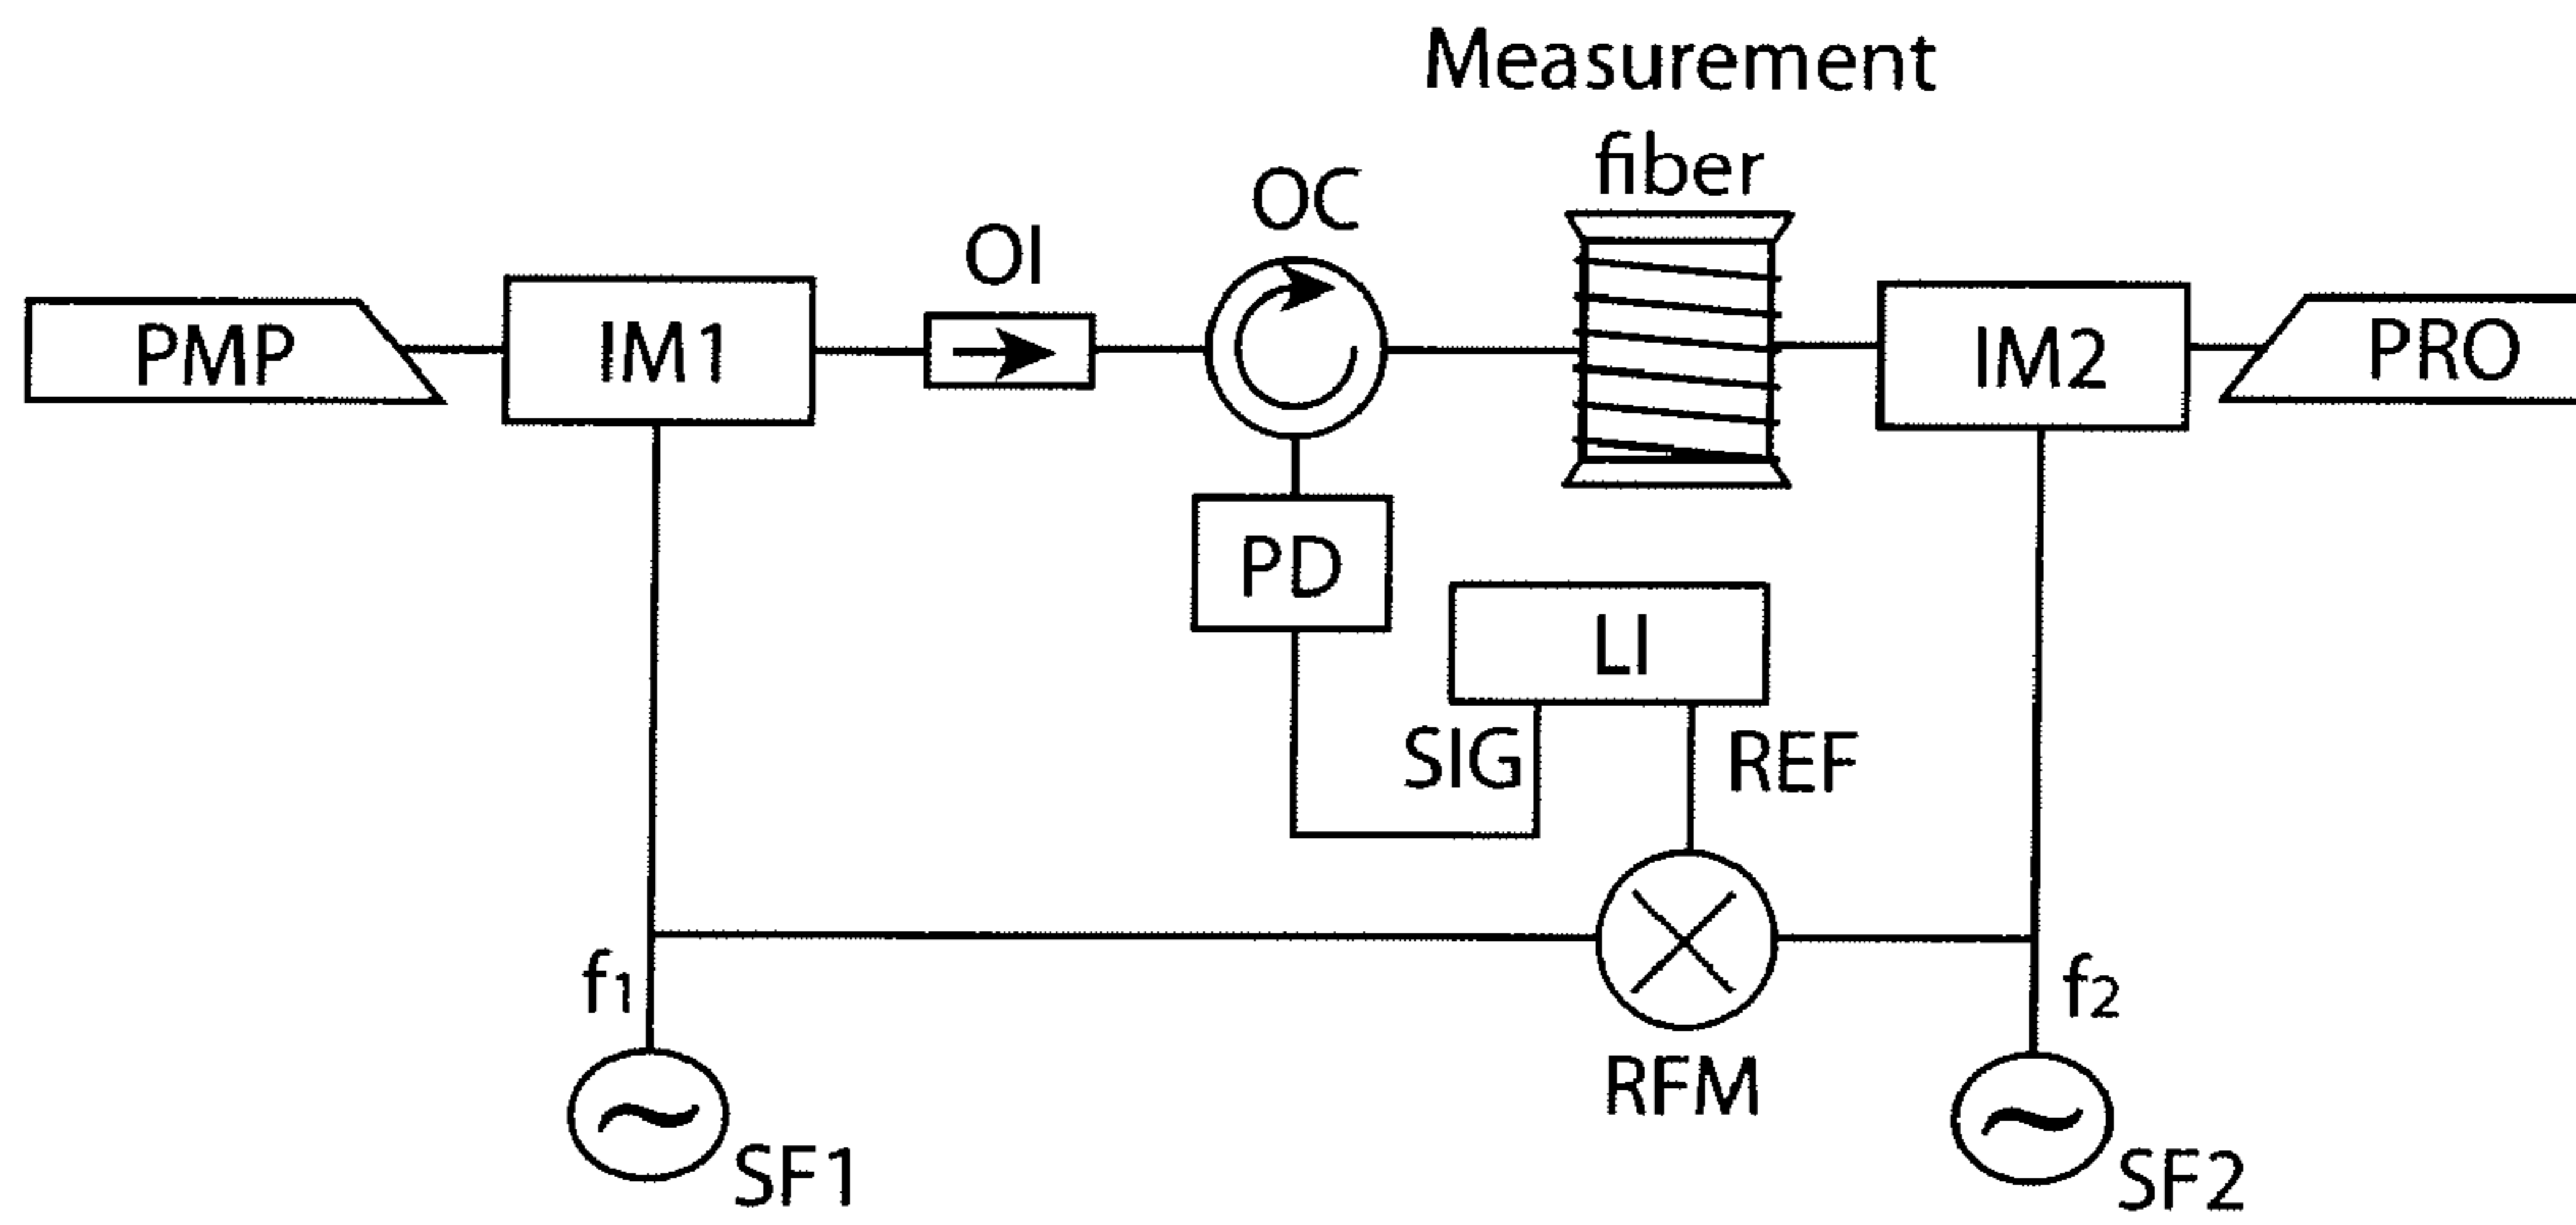 Measurement
fiber
OC
OI
PMP
IM1
IM2
PRO
PD
LI
SIG
REF
f1
f2
RFM
SF1
SF2